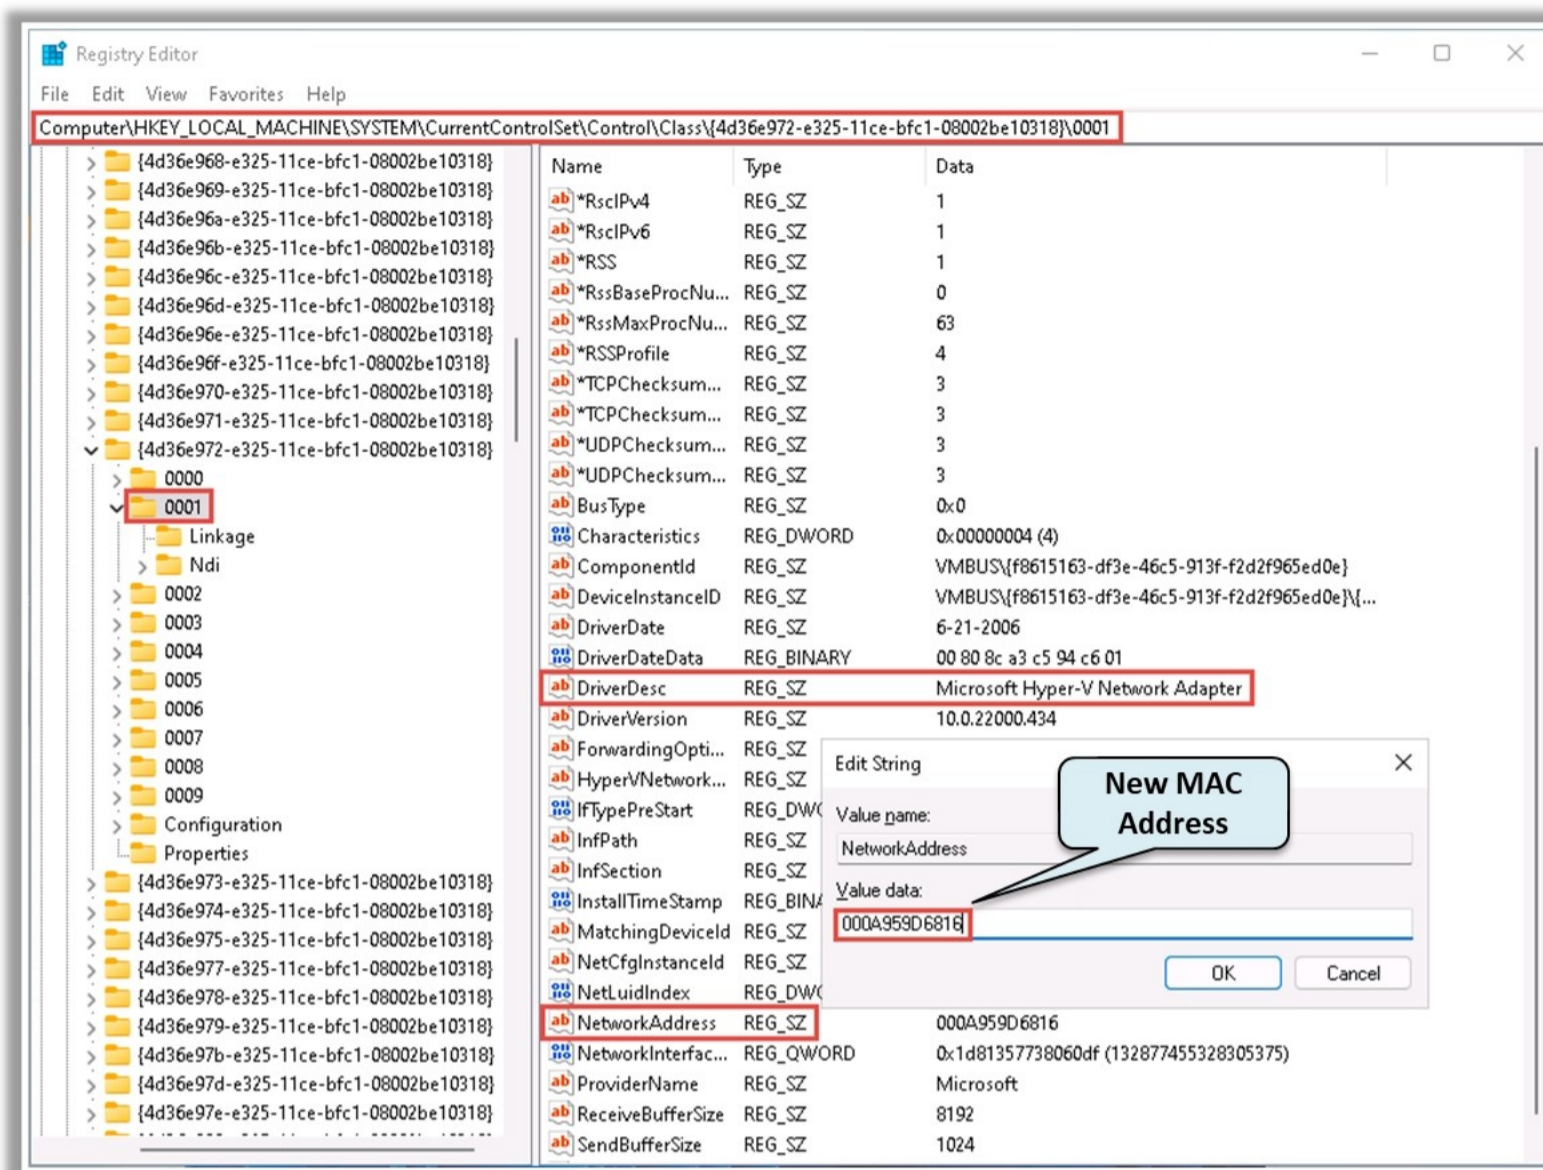 Registry Editor
File Edit View Favorites Help
Computer\HKEY_LOCAL_MACHINE\SYSTEM\CurrentControlSet\Control\Class\{4d36e972-e325-11ce-bfc1-08002be10318}\0001
{4d36e968-e325-11ce-bfc1-08002be10318}
{4d36e969-e325-11ce-bfc1-08002be10318}
{4d36e96a-e325-11ce-bfc1-08002be10318}
{4d36e96b-e325-11ce-bfc1-08002be10318}
{4d36e96c-e325-11ce-bfc1-08002be10318}
{4d36e96d-e325-11ce-bfc1-08002be10318}
{4d36e96e-e325-11ce-bfc1-08002be10318}
{4d36e96f-e325-11ce-bfc1-08002be10318}
{4d36e970-e325-11ce-bfc1-08002be10318}
{4d36e971-e325-11ce-bfc1-08002be10318}
{4d36e972-e325-11ce-bfc1-08002be10318}
0000
0001
Linkage
Ndi
0002
0003
0004
0005
0006
0007
0008
0009
Configuration
Properties
{4d36e973-e325-11ce-bfc1-08002be10318}
{4d36e974-e325-11ce-bfc1-08002be10318}
{4d36e975-e325-11ce-bfc1-08002be10318}
{4d36e977-e325-11ce-bfc1-08002be10318}
{4d36e978-e325-11ce-bfc1-08002be10318}
{4d36e979-e325-11ce-bfc1-08002be10318}
{4d36e97b-e325-11ce-bfc1-08002be10318}
{4d36e97d-e325-11ce-bfc1-08002be10318}
{4d36e97e-e325-11ce-bfc1-08002be10318}
Name Type Data
*RscIPv4 REG_SZ 1
*RscIPv6 REG_SZ 1
*RSS REG_SZ 1
*RssBaseProcNu... REG_SZ 0
*RssMaxProcNu... REG_SZ 63
*RSSProfile REG_SZ 4
*TCPChecksum... REG_SZ 3
*TCPChecksum... REG_SZ 3
*UDPChecksum... REG_SZ 3
*UDPChecksum... REG_SZ 3
BusType REG_SZ 0x0
Characteristics REG_DWORD 0x00000004 (4)
ComponentId REG_SZ VMBUS\{f8615163-df3e-46c5-913f-f2d2f965ed0e}
DeviceInstanceID REG_SZ VMBUS\{f8615163-df3e-46c5-913f-f2d2f965ed0e}\{...
DriverDate REG_SZ 6-21-2006
DriverDateData REG_BINARY 00 80 8c a3 c5 94 c6 01
DriverDesc REG_SZ Microsoft Hyper-V Network Adapter
DriverVersion REG_SZ 10.0.22000.434
ForwardingOpti... REG_SZ
HyperVNetwork... REG_SZ
IfTypePreStart REG_DWO
InfPath REG_SZ
InfSection REG_SZ
InstallTimeStamp REG_BINA
MatchingDeviceId REG_SZ
NetCfgInstanceId REG_SZ
NetLuidIndex REG_DWO
NetworkAddress REG_SZ 000A959D6816
NetworkInterfac... REG_QWORD 0x1d81357738060df (132877455328305375)
ProviderName REG_SZ Microsoft
ReceiveBufferSize REG_SZ 8192
SendBufferSize REG_SZ 1024
Edit String
Value name:
NetworkAddress
Value data:
000A959D6816
OK Cancel
New MAC
Address